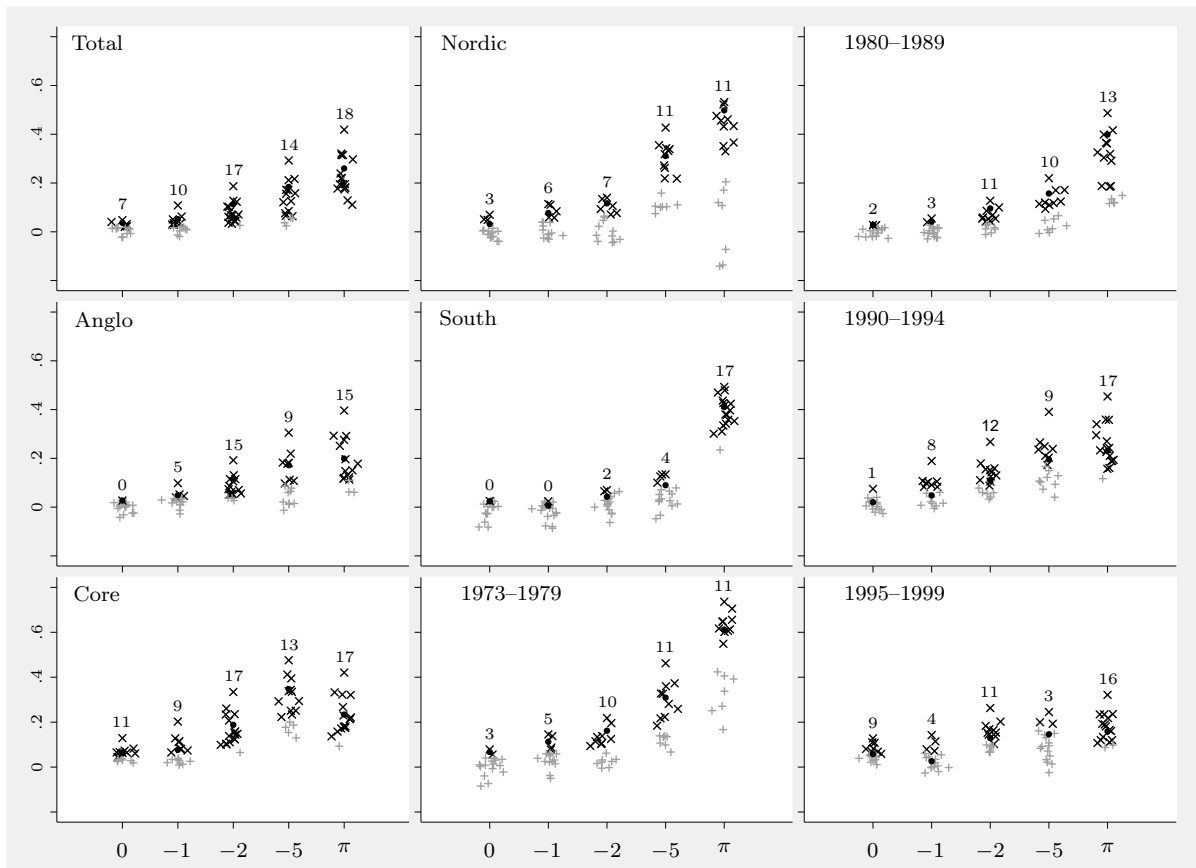 Total Nordic 1980–1989
.6 .4 .2 0
7 10 17 14 18
3 6 7 11 11
2 3 11 10 13
Anglo South 1990–1994
.6 .4 .2 0
0 5 15 9 15
0 0 2 4 17
1 8 12 9 17
Core 1973–1979 1995–1999
.6 .4 .2 0
11 9 17 13 17
3 5 10 11 11
9 4 11 3 16
0 −1 −2 −5 π 0 −1 −2 −5 π 0 −1 −2 −5 π